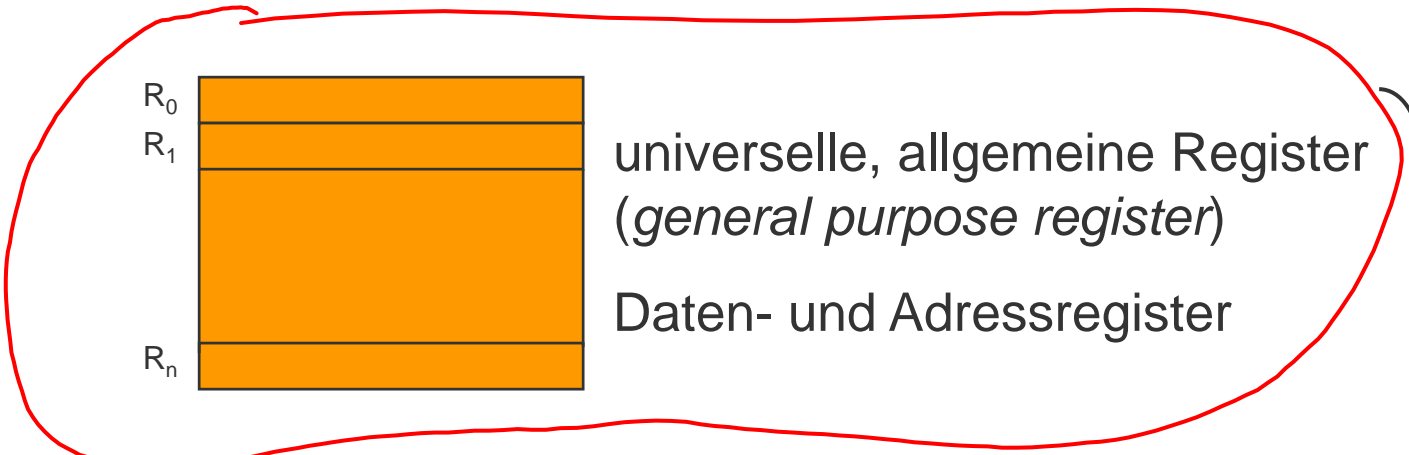 R₀
R₁
universelle, allgemeine Register
(general purpose register)
Daten- und Adressregister
Rₙ